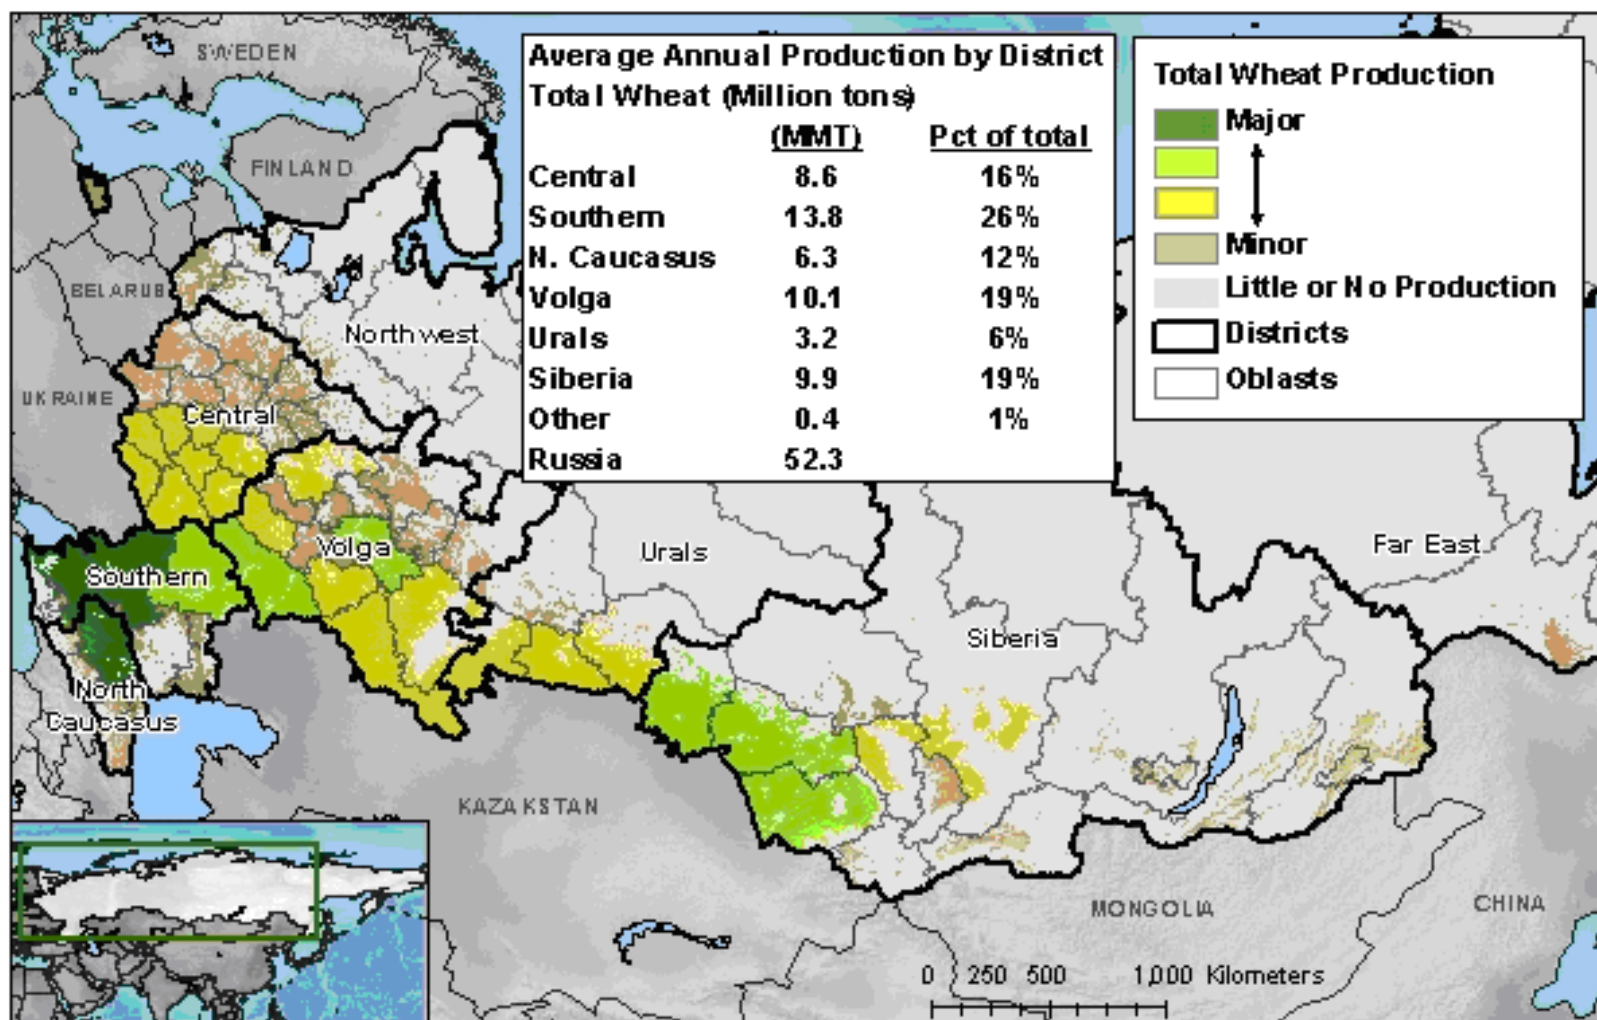 Average Annual Production by District
Total Wheat (Million tons)
(MMT) Pct of total
Central 8.6 16%
Southern 13.8 26%
N. Caucasus 6.3 12%
Volga 10.1 19%
Urals 3.2 6%
Siberia 9.9 19%
Other 0.4 1%
Russia 52.3
Total Wheat Production
Major
Minor
Little or No Production
Districts
Oblasts
SWEDEN
FINLAND
BELARUS
UKRAINE
Northwest
Central
Volga
Southern
North
Caucasus
Urals
Siberia
Far East
KAZAKSTAN
MONGOLIA
CHINA
0 250 500 1,000 Kilometers